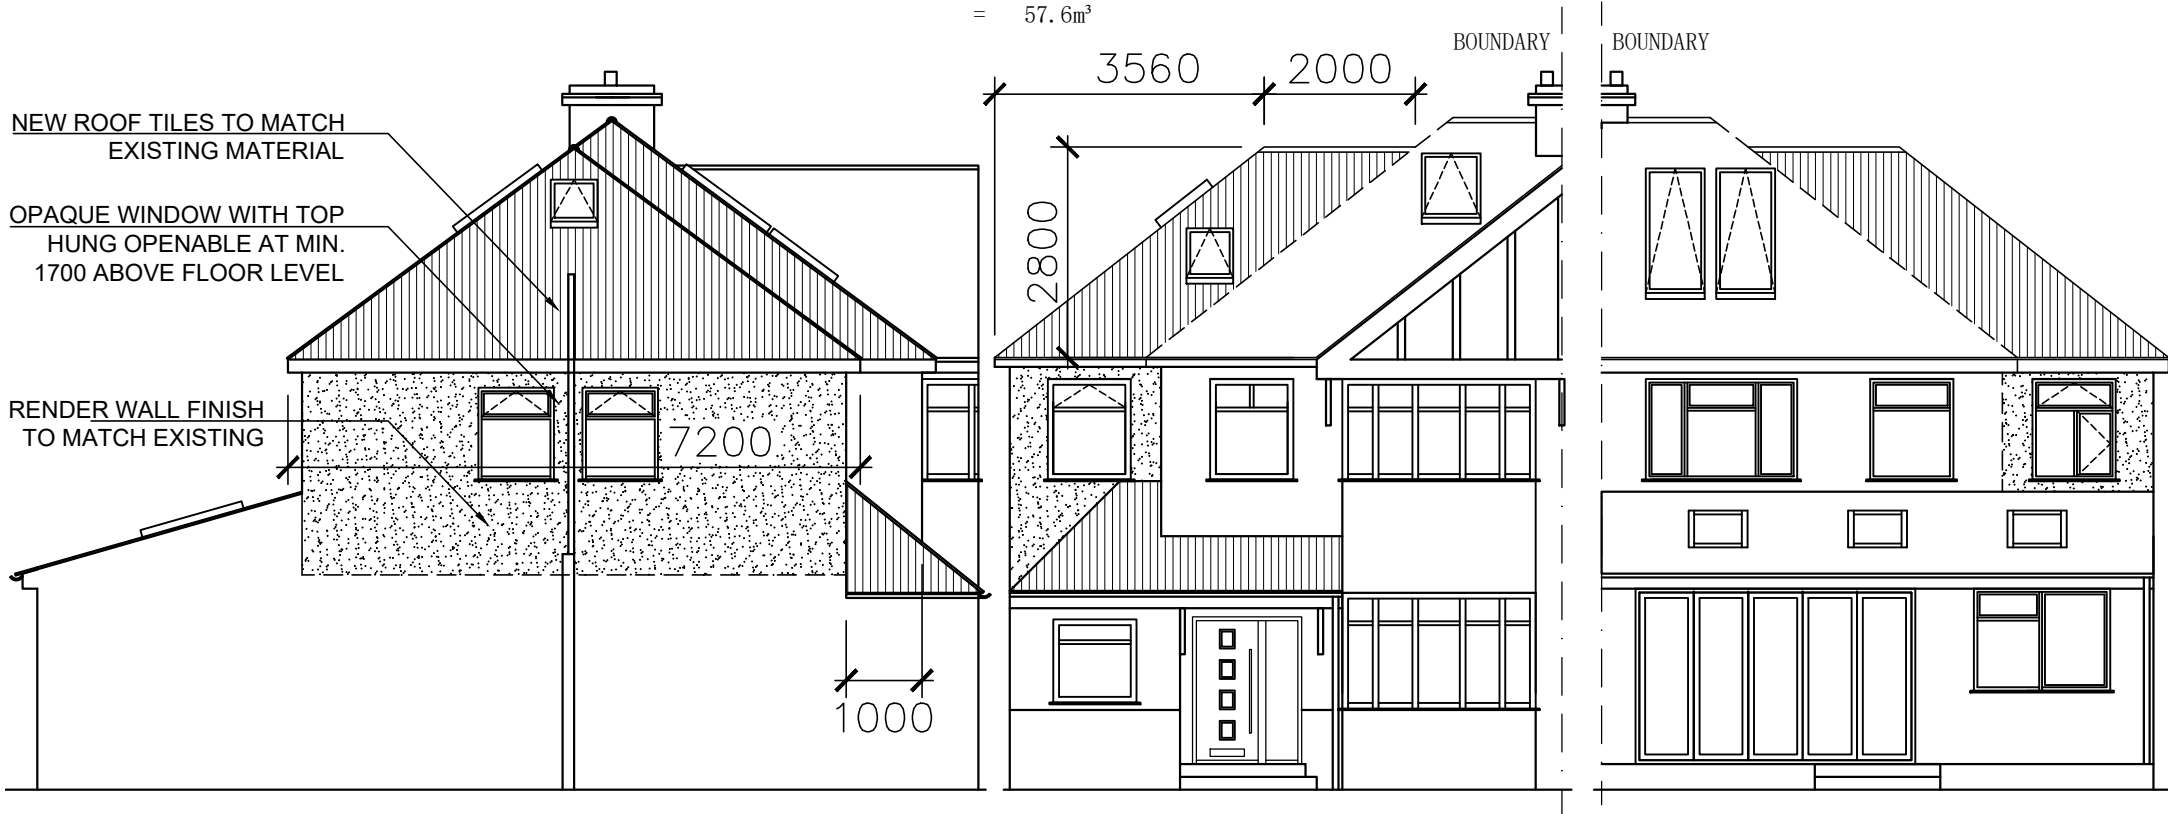 = 57.6m³
BOUNDARY
BOUNDARY
3560
2000
NEW ROOF TILES TO MATCH
EXISTING MATERIAL
OPAQUE WINDOW WITH TOP
HUNG OPENABLE AT MIN.
1700 ABOVE FLOOR LEVEL
2800
RENDER WALL FINISH
TO MATCH EXISTING
7200
1000